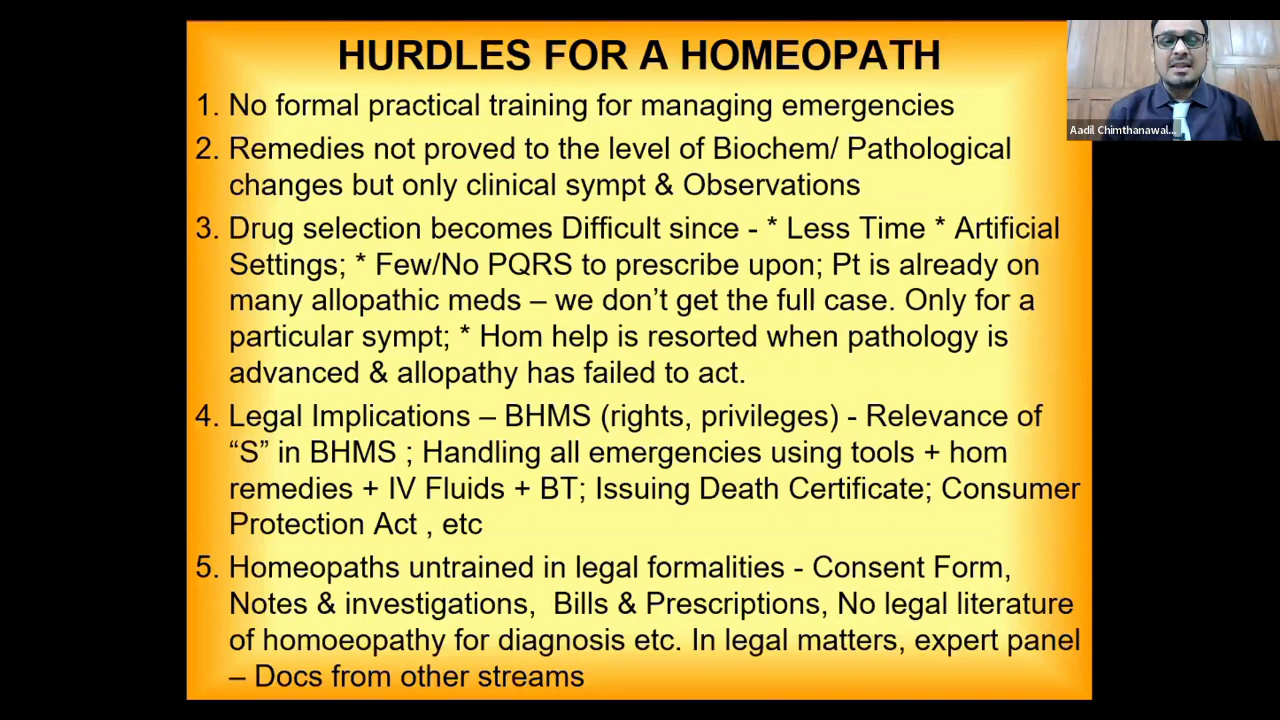 HURDLES FOR A HOMEOPATH
1. No formal practical training for managing emergencies
2. Remedies not proved to the level of Biochem/ Pathological
changes but only clinical sympt & Observations
3. Drug selection becomes Difficult since - * Less Time * Artificial
Settings; * Few/No PQRS to prescribe upon; Pt is already on
many allopathic meds – we don’t get the full case. Only for a
particular sympt; * Hom help is resorted when pathology is
advanced & allopathy has failed to act.
4. Legal Implications – BHMS (rights, privileges) - Relevance of
“S” in BHMS ; Handling all emergencies using tools + hom
remedies + IV Fluids + BT; Issuing Death Certificate; Consumer
Protection Act , etc
5. Homeopaths untrained in legal formalities - Consent Form,
Notes & investigations, Bills & Prescriptions, No legal literature
of homoeopathy for diagnosis etc. In legal matters, expert panel
– Docs from other streams
Aadil Chimthanawal...